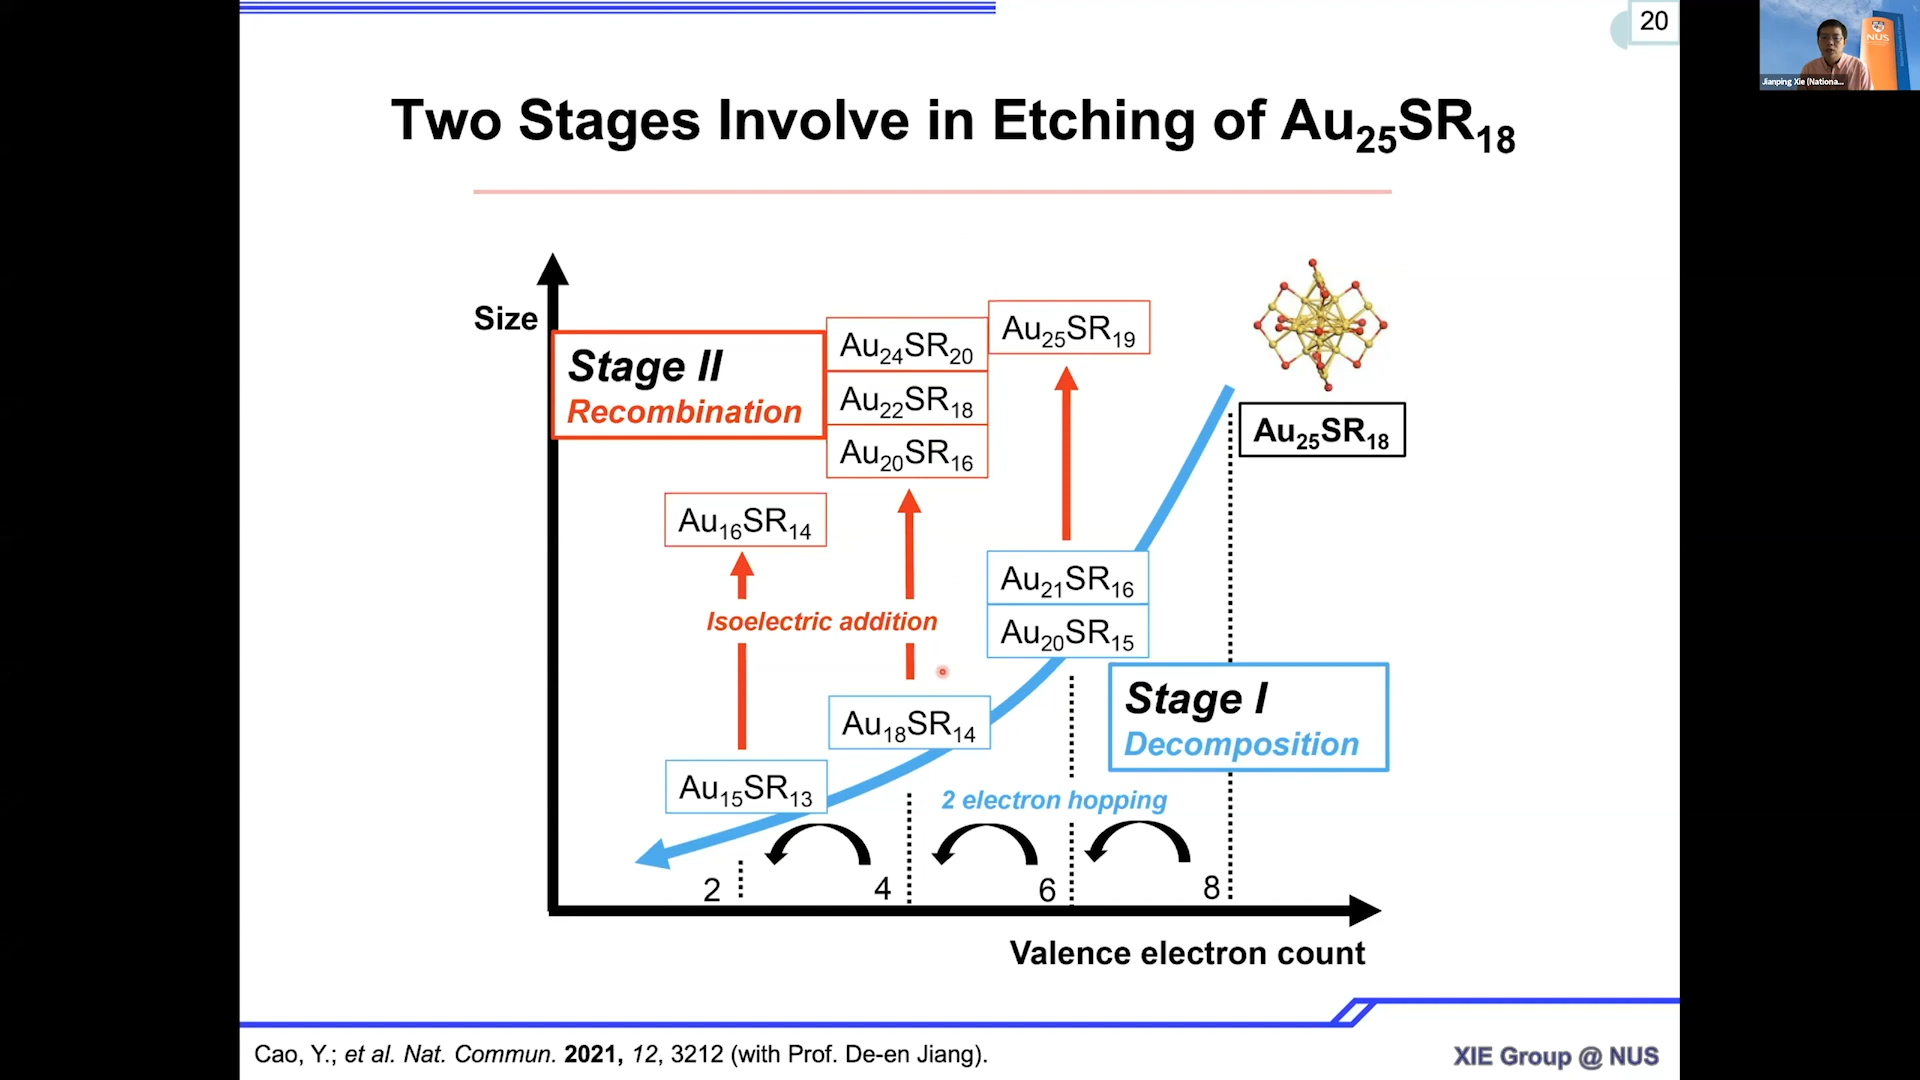 20
NUS
Jianping Xie (Nationa...
Two Stages Involve in Etching of Au₂₅SR₁₈
Size
Stage II
Recombination
Au₂₄SR₂₀
Au₂₂SR₁₈
Au₂₀SR₁₆
Au₂₅SR₁₉
Au₂₅SR₁₈
Au₁₆SR₁₄
Isoelectric addition
Au₂₁SR₁₆
Au₂₀SR₁₅
Au₁₈SR₁₄
Au₁₅SR₁₃
Stage I
Decomposition
2 electron hopping
2 4 6 8
Valence electron count
Cao, Y.; et al. Nat. Commun. 2021, 12, 3212 (with Prof. De-en Jiang).
XIE Group @ NUS